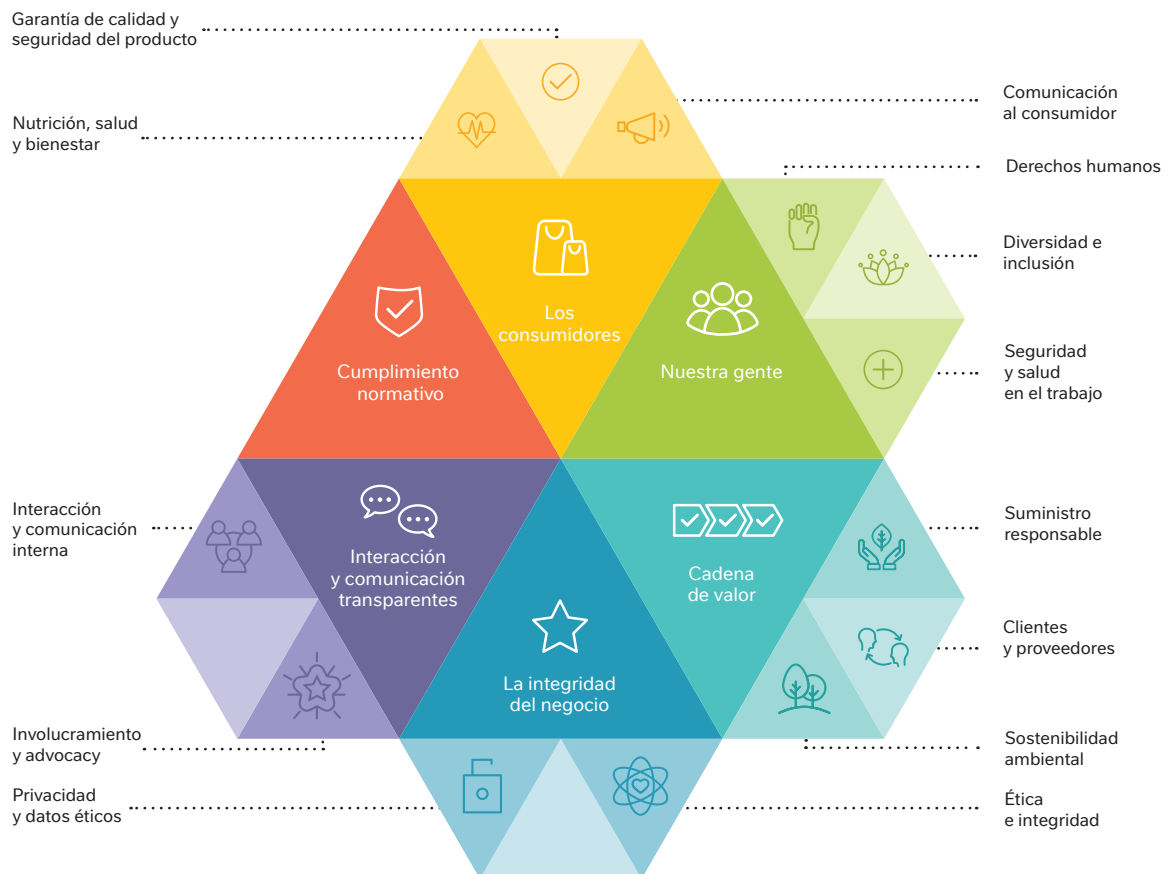 Garantía de calidad y
seguridad del producto
Nutrición, salud
y bienestar
Comunicación
al consumidor
Derechos humanos
Diversidad e
inclusión
Seguridad
y salud
en el trabajo
Los
consumidores
Cumplimiento
normativo
Nuestra gente
Interacción
y comunicación
interna
Interacción
y comunicación
transparentes
Cadena
de valor
Suministro
responsable
Clientes
y proveedores
La integridad
del negocio
Involucramiento
y advocacy
Sostenibilidad
ambiental
Privacidad
y datos éticos
Ética
e integridad